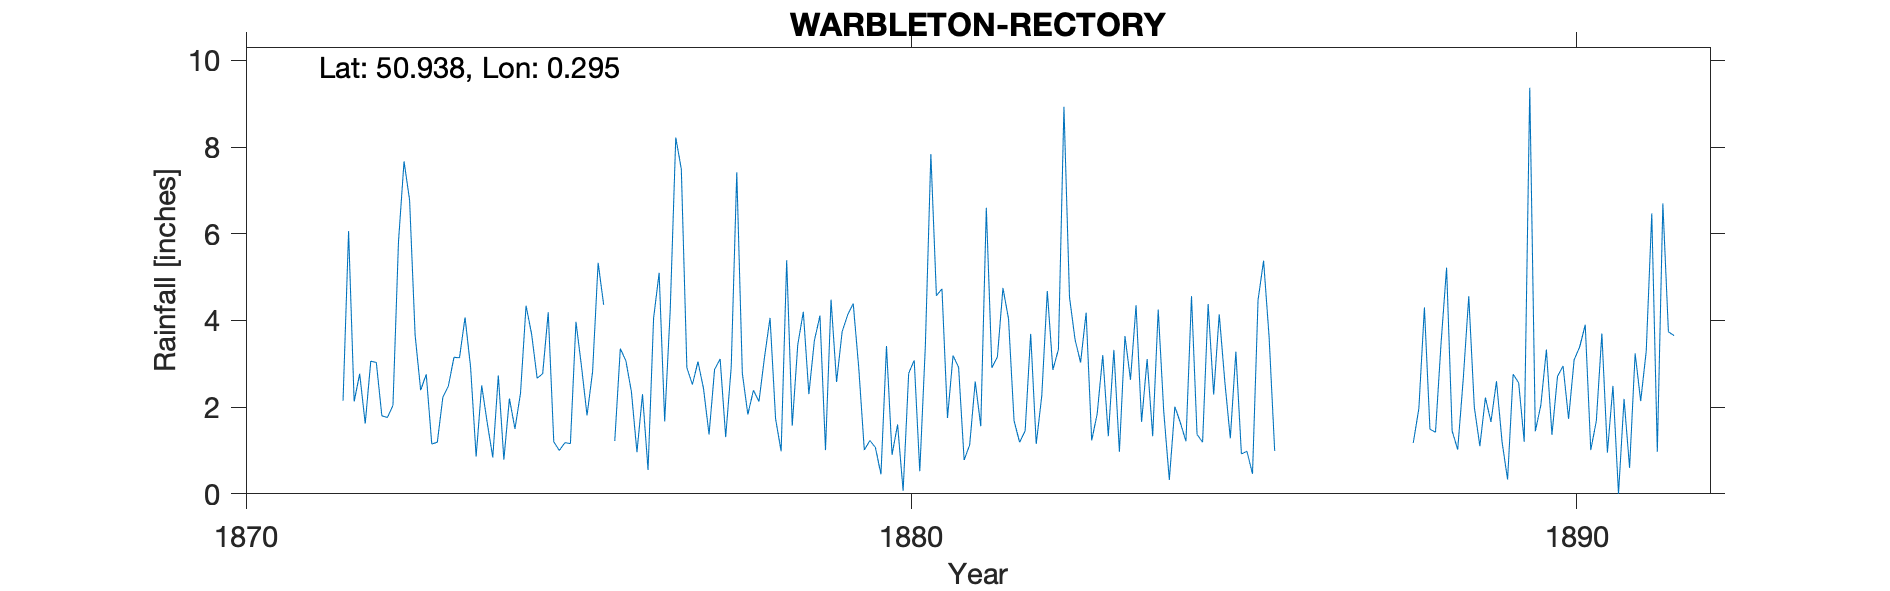 WARBLETON-RECTORY
Lat: 50.938, Lon: 0.295
Rainfall [inches]
10
8
6
4
2
0
1870 1880 1890
Year